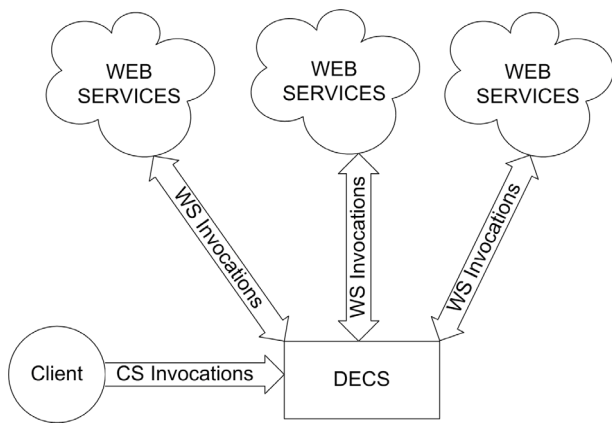 WEB
SERVICES
WEB
SERVICES
WEB
SERVICES
WS Invocations
WS Invocations
WS Invocations
Client
CS Invocations
DECS